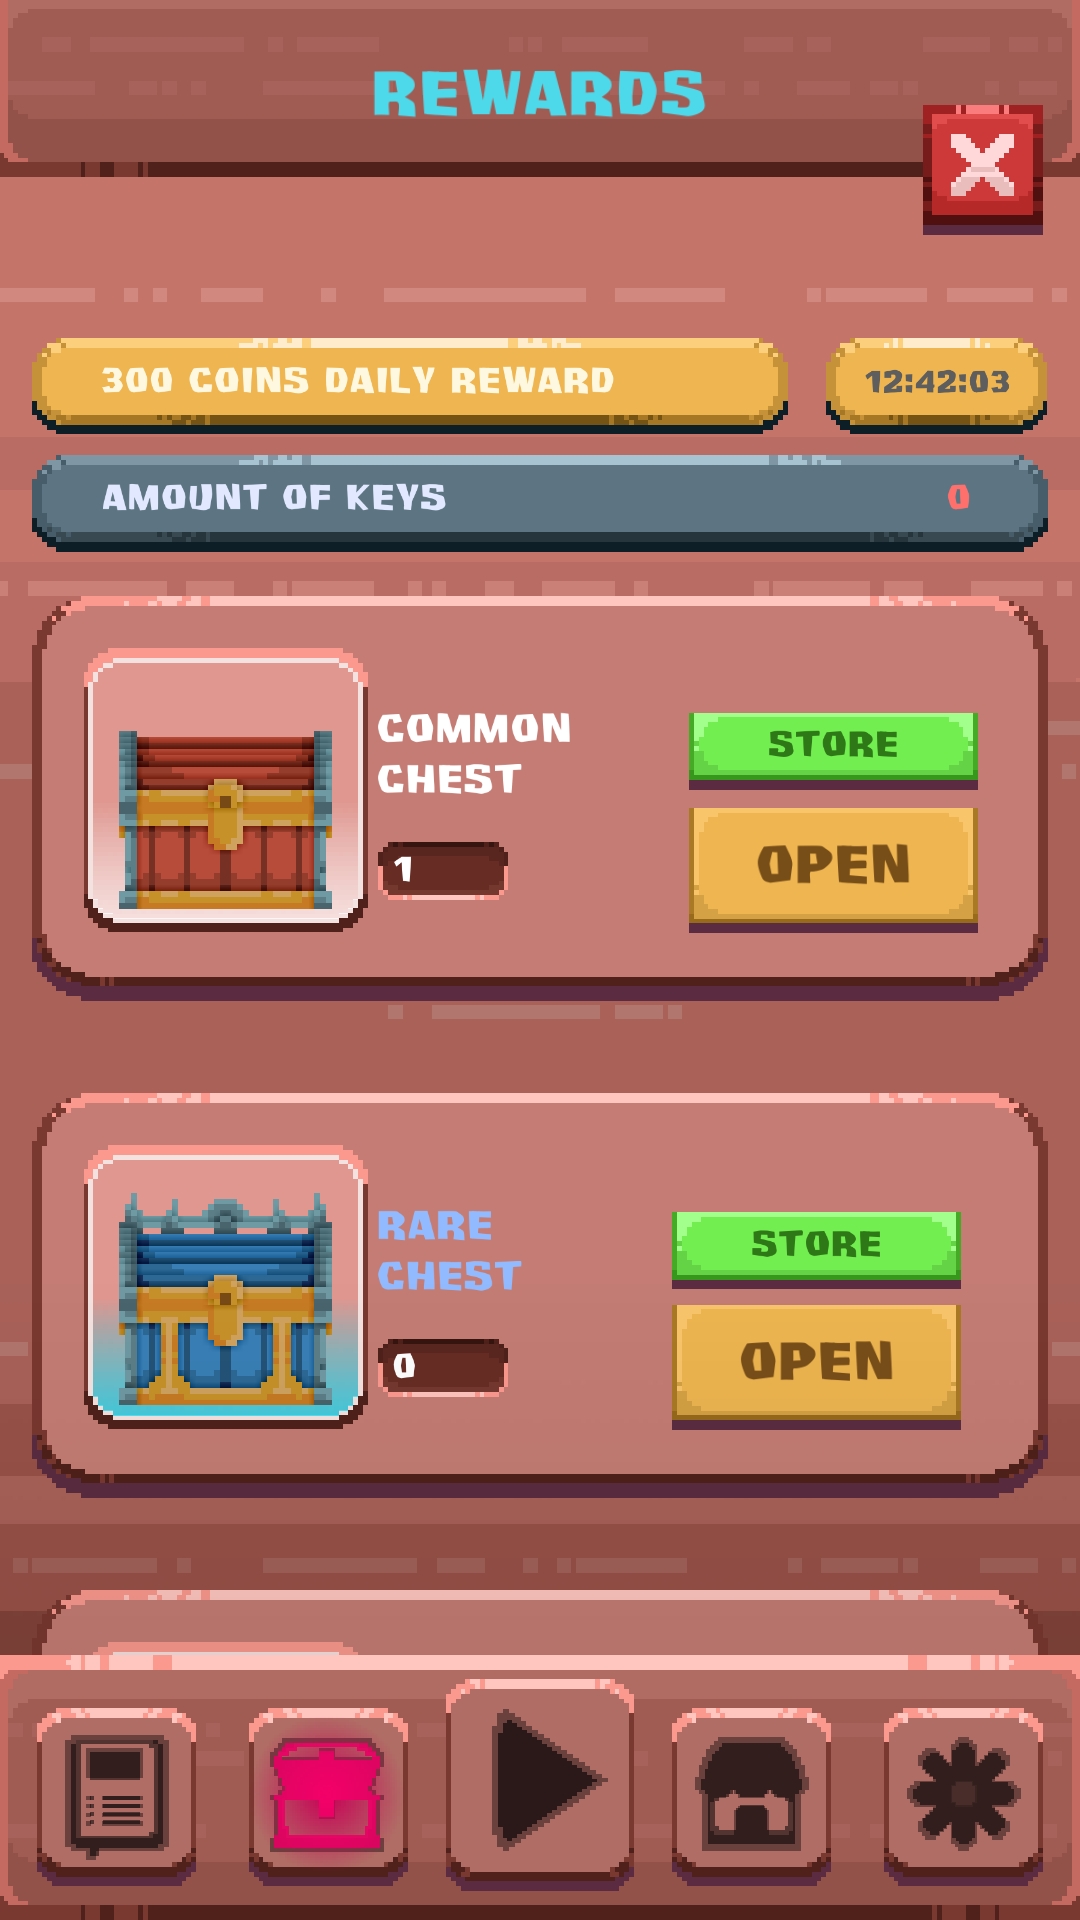 REWARDS
300 COINS DAILY REWARD
12:42:03
AMOUNT OF KEYS
0
COMMON
CHEST
1
STORE
OPEN
RARE
CHEST
0
STORE
OPEN